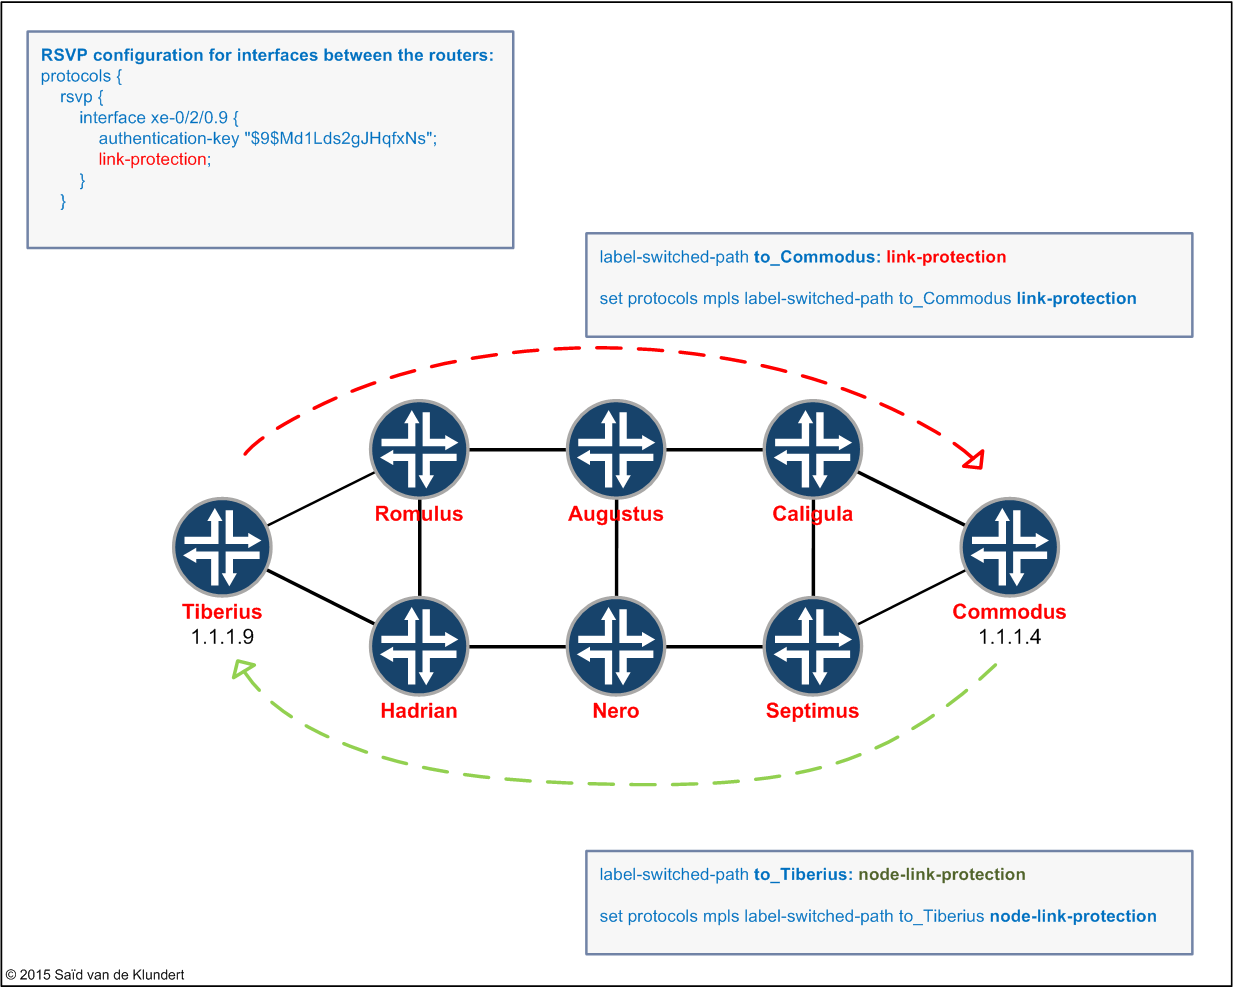 RSVP configuration for interfaces between the routers:
protocols {
rsvp {
interface xe-0/2/0.9 {
authentication-key "$9$Md1Lds2gJHqfxNs";
link-protection;
}
}
label-switched-path to_Commodus: link-protection
set protocols mpls label-switched-path to_Commodus link-protection
Romulus
Augustus
Caligula
Tiberius
1.1.1.9
Commodus
1.1.1.4
Hadrian
Nero
Septimus
label-switched-path to_Tiberius: node-link-protection
set protocols mpls label-switched-path to_Tiberius node-link-protection
© 2015 Saïd van de Klundert